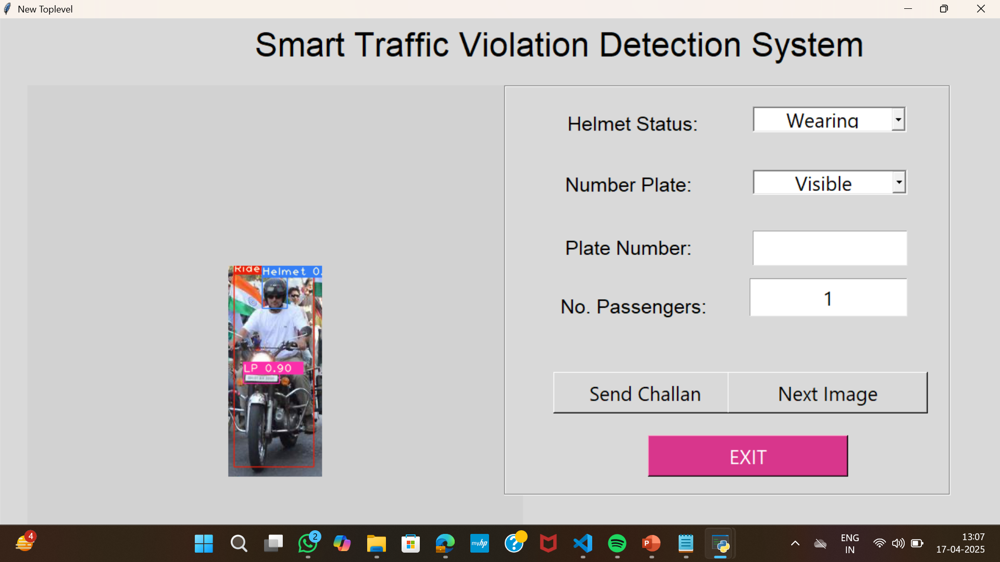 New Toplevel
Smart Traffic Violation Detection System
Ride
Helmet 0.
LP 0.90
Helmet Status: Wearing
Number Plate: Visible
Plate Number:
No. Passengers: 1
Send Challan Next Image
EXIT
4
2
myhp
ENG
IN
13:07
17-04-2025